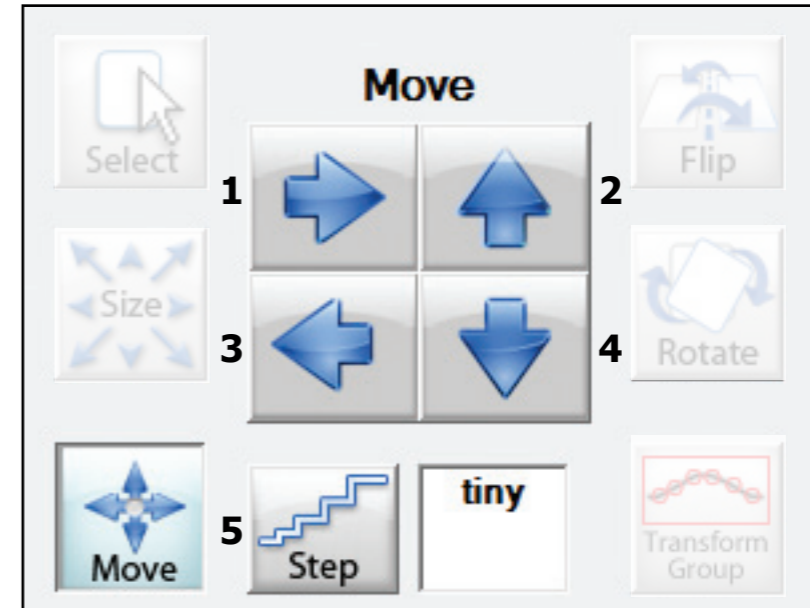 Move
Select
Flip
1
2
Size
Rotate
3
4
tiny
5
Move
Step
Transform
Group